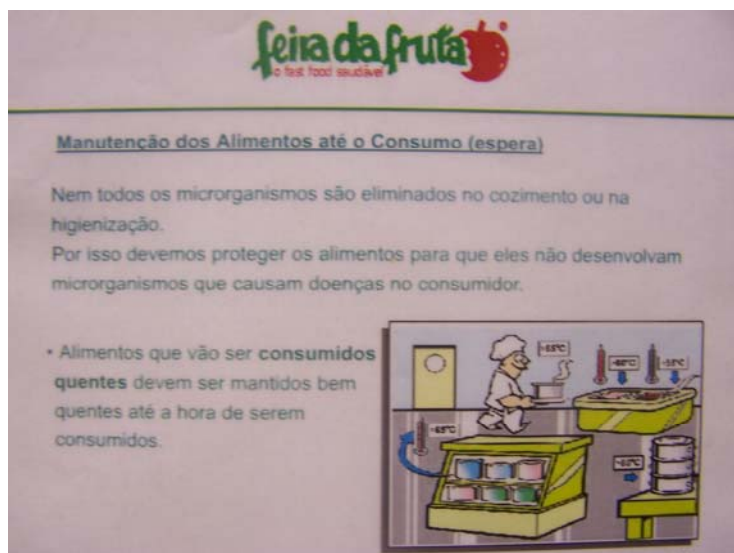 feira da fruta
o fast food saudável
Manutenção dos Alimentos até o Consumo (espera)
Nem todos os microrganismos são eliminados no cozimento ou na
higienização.
Por isso devemos proteger os alimentos para que eles não desenvolvam
microrganismos que causam doenças no consumidor.
• Alimentos que vão ser consumidos
quentes devem ser mantidos bem
quentes até a hora de serem
consumidos.